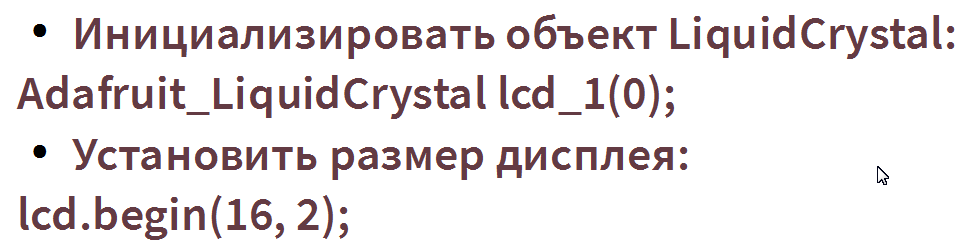 • Инициализировать объект LiquidCrystal:
Adafruit_LiquidCrystal lcd_1(0);
• Установить размер дисплея:
lcd.begin(16, 2);